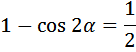 1 − cos 2α = 1/2